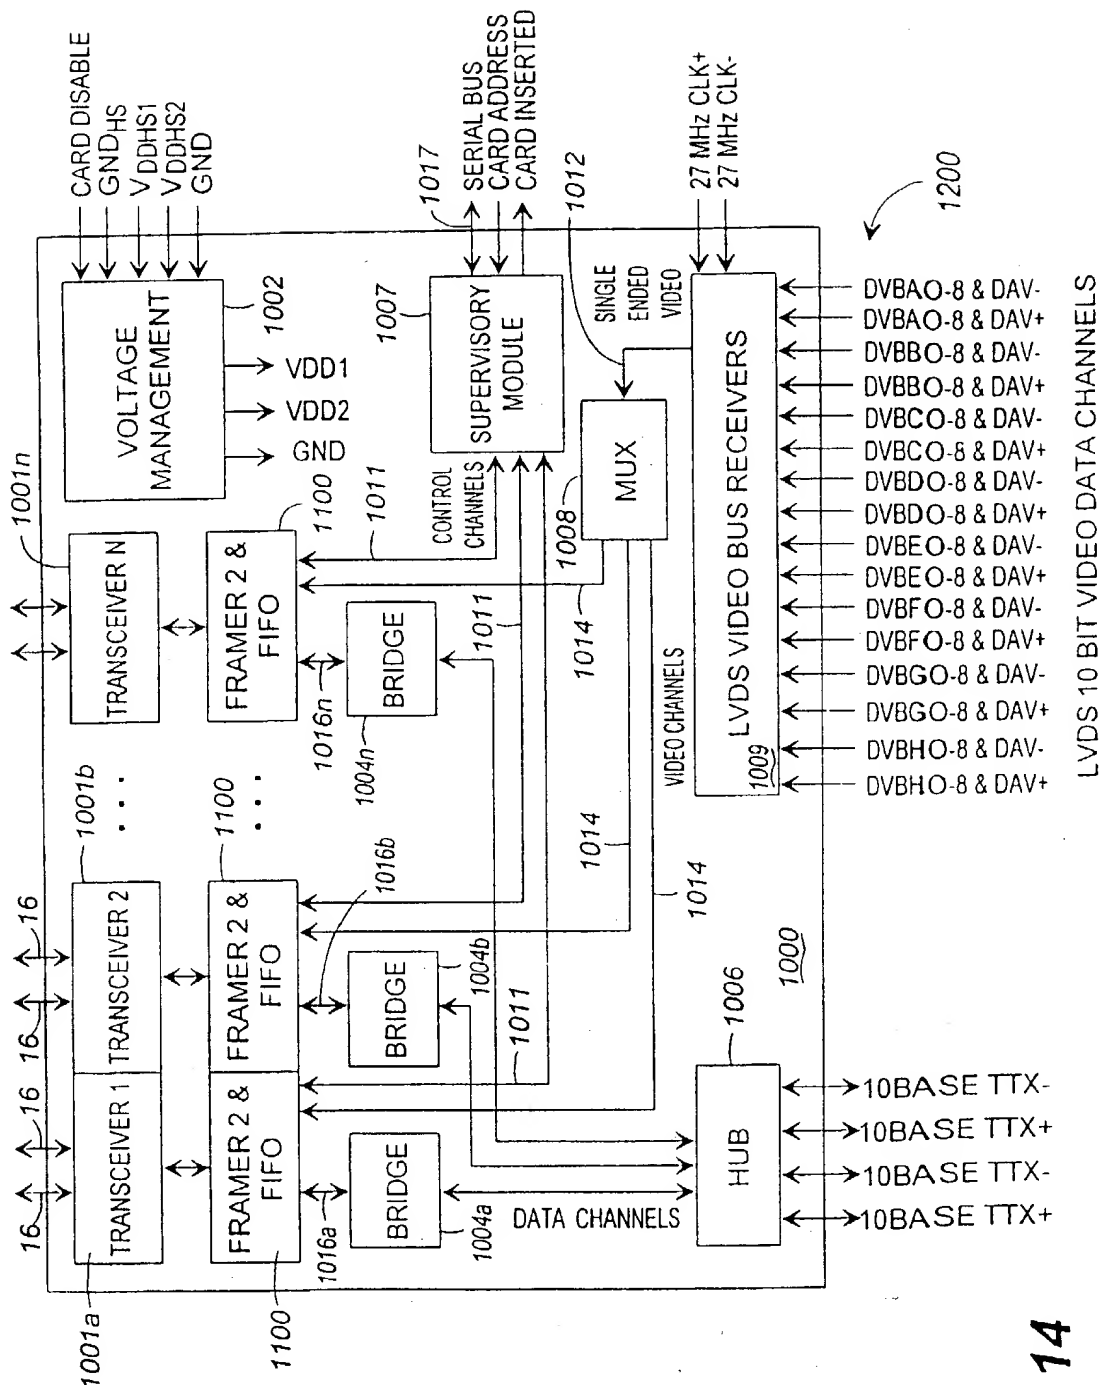 16
16
16
16
1001a
TRANSCEIVER 1
TRANSCEIVER 2
1001b
. . .
TRANSCEIVER N
1001n
VOLTAGE
MANAGEMENT
1002
CARD DISABLE
GNDHS
VDDHS1
VDDHS2
GND
VDD1
VDD2
GND
1100
FRAMER 2 &
FIFO
FRAMER 2 &
FIFO
1100
. . .
FRAMER 2 &
FIFO
1100
1011
CONTROL
CHANNELS
1007
SUPERVISORY
MODULE
1017
SERIAL BUS
CARD ADDRESS
CARD INSERTED
1016a
BRIDGE
1004a
1016b
BRIDGE
1004b
1016n
BRIDGE
1004n
1011
1011
1014
1014
1014
1008
MUX
SINGLE
ENDED
VIDEO
1012
DATA CHANNELS
VIDEO CHANNELS
HUB
1006
1000
1009
LVDS VIDEO BUS RECEIVERS
27 MHz CLK+
27 MHz CLK-
10BASE TTX+
10BASE TTX-
10BASE TTX+
10BASE TTX-
DVBHO-8 & DAV+
DVBHO-8 & DAV-
DVBGO-8 & DAV+
DVBGO-8 & DAV-
DVBFO-8 & DAV+
DVBFO-8 & DAV-
DVBEO-8 & DAV+
DVBEO-8 & DAV-
DVBDO-8 & DAV+
DVBDO-8 & DAV-
DVBCO-8 & DAV+
DVBCO-8 & DAV-
DVBBO-8 & DAV+
DVBBO-8 & DAV-
DVBAO-8 & DAV+
DVBAO-8 & DAV-
1200
LVDS 10 BIT VIDEO DATA CHANNELS
14